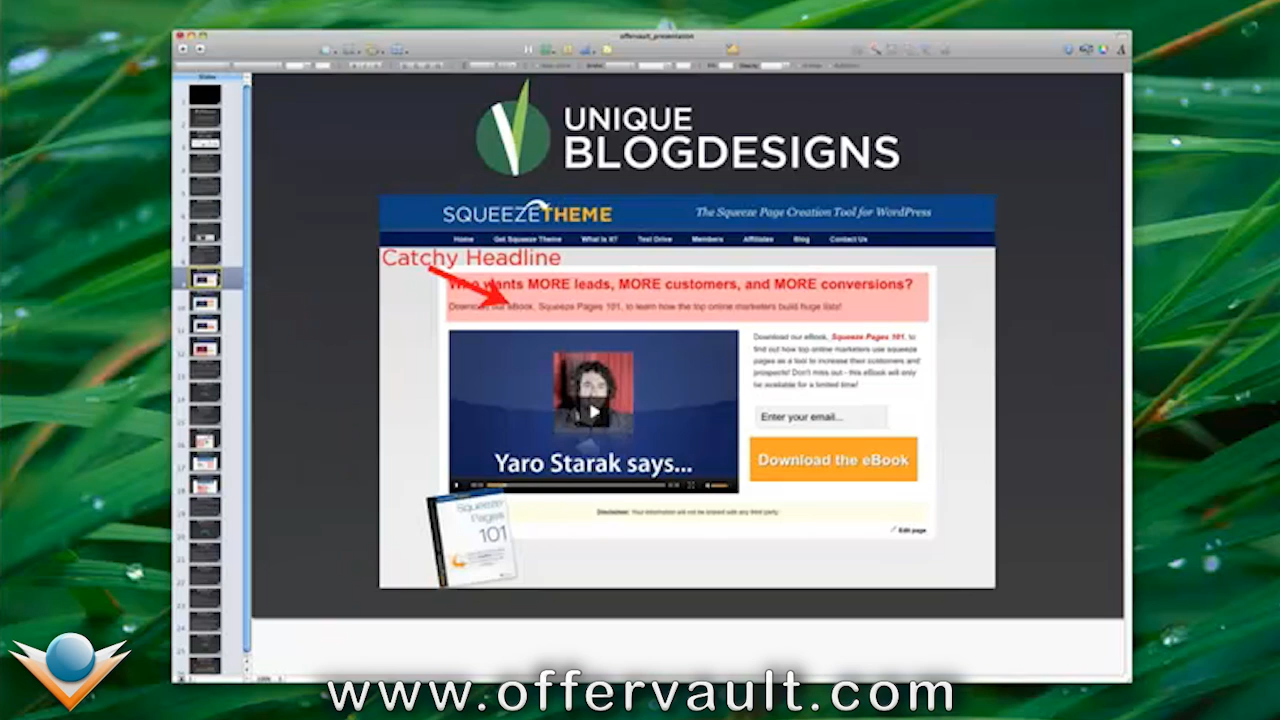 offervault_presentation
Slides
UNIQUE
BLOGDESIGNS
SQUEEZETHEME
The Squeeze Page Creation Tool for WordPress
Home Get Squeeze Theme What Is It? Test Drive Members Affiliates Blog Contact Us
Catchy Headline
Who wants MORE leads, MORE customers, and MORE conversions?
Download our eBook, Squeeze Pages 101, to learn how the top online marketers build huge lists!
Download our eBook, Squeeze Pages 101, to
find out how top online marketers use squeeze
pages as a tool to increase their customers and
prospects! Don't miss out - this eBook will only
be available for a limited time!
Enter your email...
Download the eBook
Yaro Starak says...
Squeeze
Pages
101
Disclaimer: Your information will not be shared with any third party.
Edit page
www.offervault.com